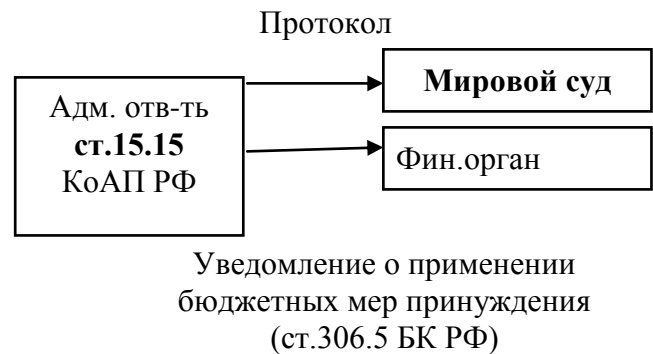 Протокол
Мировой суд
Адм. отв-ть
ст.15.15
КоАП РФ
Фин.орган
Уведомление о применении
бюджетных мер принуждения
(ст.306.5 БК РФ)